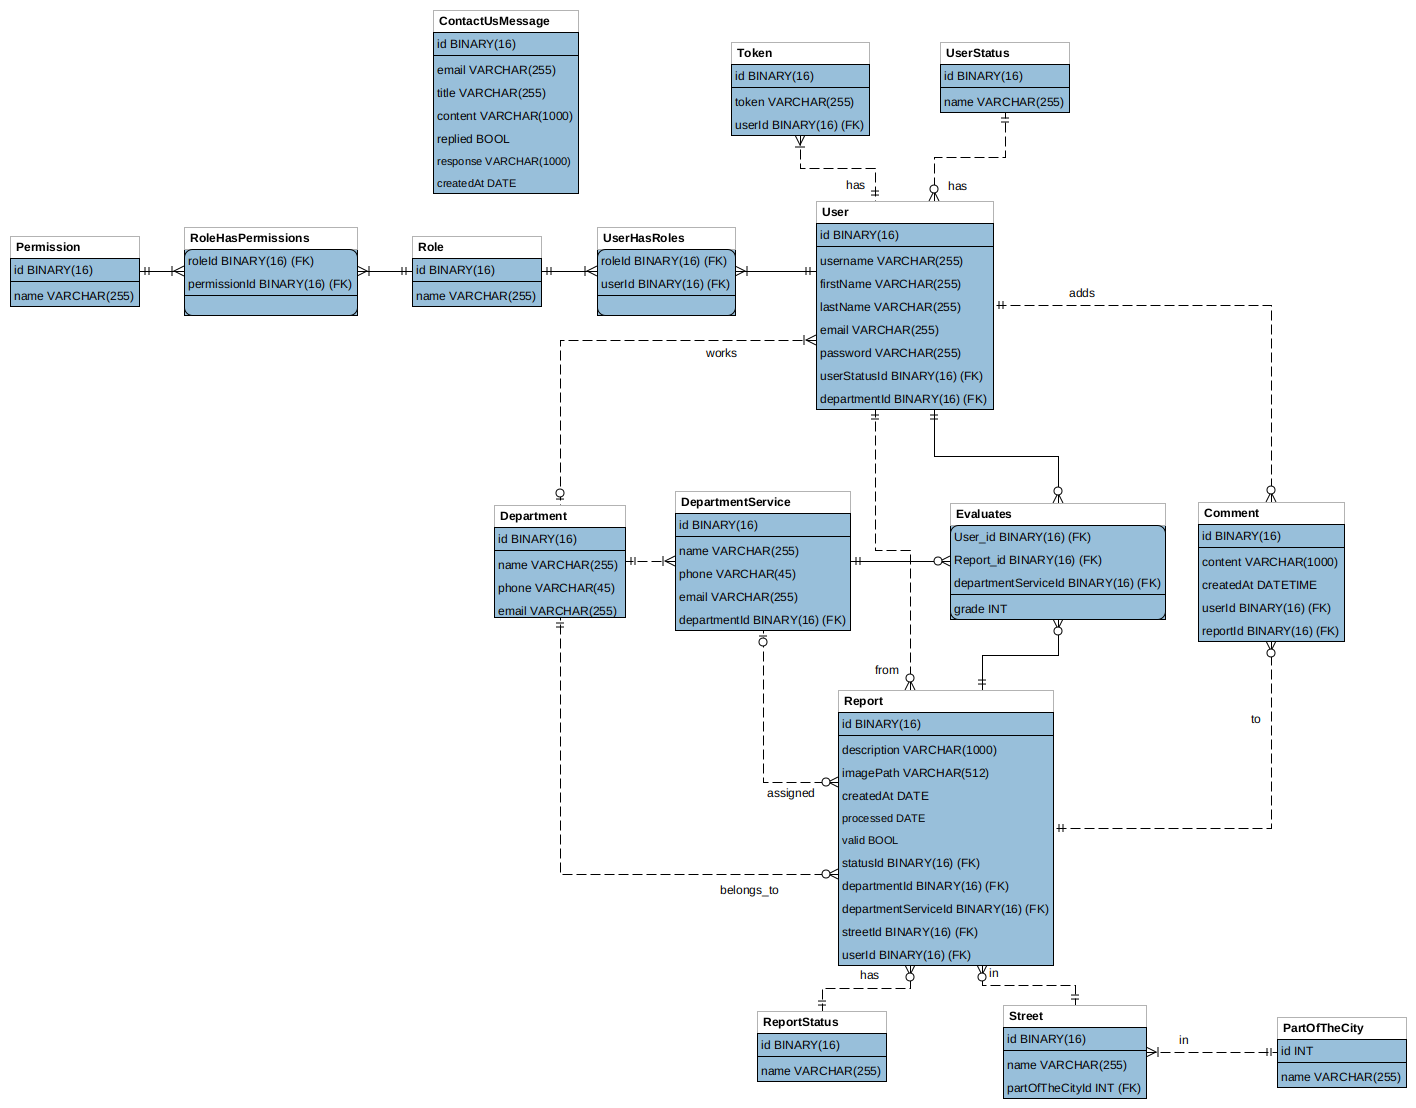 ContactUsMessage
id BINARY(16)
email VARCHAR(255)
title VARCHAR(255)
content VARCHAR(1000)
replied BOOL
response VARCHAR(1000)
createdAt DATE
Token
id BINARY(16)
token VARCHAR(255)
userId BINARY(16) (FK)
UserStatus
id BINARY(16)
name VARCHAR(255)
has
has
Permission
id BINARY(16)
name VARCHAR(255)
RoleHasPermissions
roleId BINARY(16) (FK)
permissionId BINARY(16) (FK)
Role
id BINARY(16)
name VARCHAR(255)
UserHasRoles
roleId BINARY(16) (FK)
userId BINARY(16) (FK)
User
id BINARY(16)
username VARCHAR(255)
firstName VARCHAR(255)
lastName VARCHAR(255)
email VARCHAR(255)
password VARCHAR(255)
userStatusId BINARY(16) (FK)
departmentId BINARY(16) (FK)
adds
works
Department
id BINARY(16)
name VARCHAR(255)
phone VARCHAR(45)
email VARCHAR(255)
DepartmentService
id BINARY(16)
name VARCHAR(255)
phone VARCHAR(45)
email VARCHAR(255)
departmentId BINARY(16) (FK)
Evaluates
User_id BINARY(16) (FK)
Report_id BINARY(16) (FK)
departmentServiceId BINARY(16) (FK)
grade INT
Comment
id BINARY(16)
content VARCHAR(1000)
createdAt DATETIME
userId BINARY(16) (FK)
reportId BINARY(16) (FK)
from
to
assigned
belongs_to
Report
id BINARY(16)
description VARCHAR(1000)
imagePath VARCHAR(512)
createdAt DATE
processed DATE
valid BOOL
statusId BINARY(16) (FK)
departmentId BINARY(16) (FK)
departmentServiceId BINARY(16) (FK)
streetId BINARY(16) (FK)
userId BINARY(16) (FK)
has
in
ReportStatus
id BINARY(16)
name VARCHAR(255)
Street
id BINARY(16)
name VARCHAR(255)
partOfTheCityId INT (FK)
in
PartOfTheCity
id INT
name VARCHAR(255)